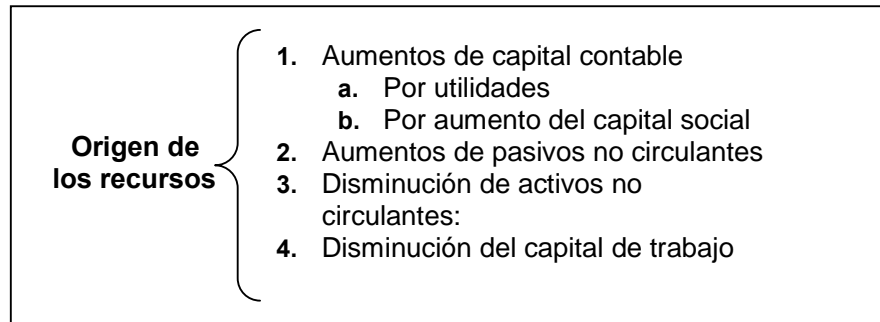 Origen de
los recursos
1. Aumentos de capital contable
a. Por utilidades
b. Por aumento del capital social
2. Aumentos de pasivos no circulantes
3. Disminución de activos no
circulantes:
4. Disminución del capital de trabajo